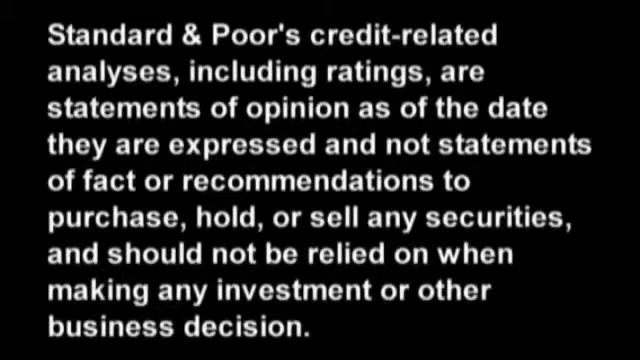 Standard & Poor's credit-related
analyses, including ratings, are
statements of opinion as of the date
they are expressed and not statements
of fact or recommendations to
purchase, hold, or sell any securities,
and should not be relied on when
making any investment or other
business decision.